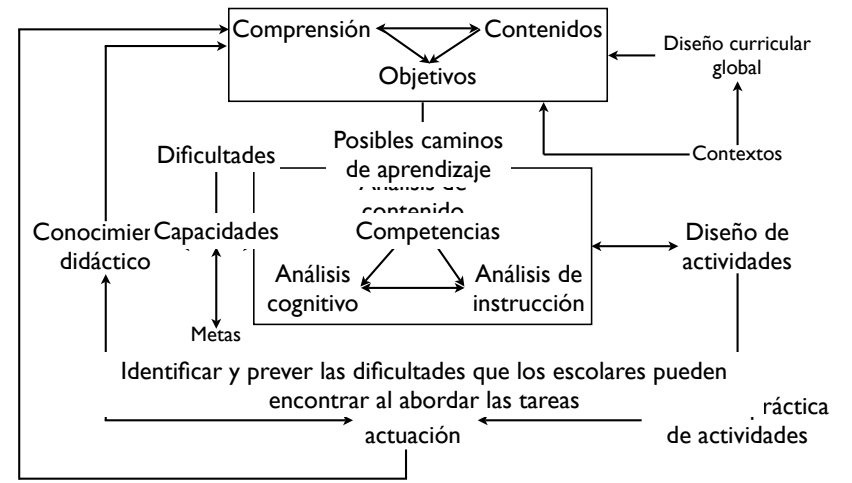 Comprensión Contenidos
Diseño curricular
global
Objetivos
Posibles caminos
de aprendizaje
Dificultades
Contextos
contenido
Capacidades
Competencias
didáctico
Diseño de
actividades
Análisis
cognitivo
Análisis de
instrucción
Metas
Identificar y prever las dificultades que los escolares pueden
encontrar al abordar las tareas
actuación
de actividades